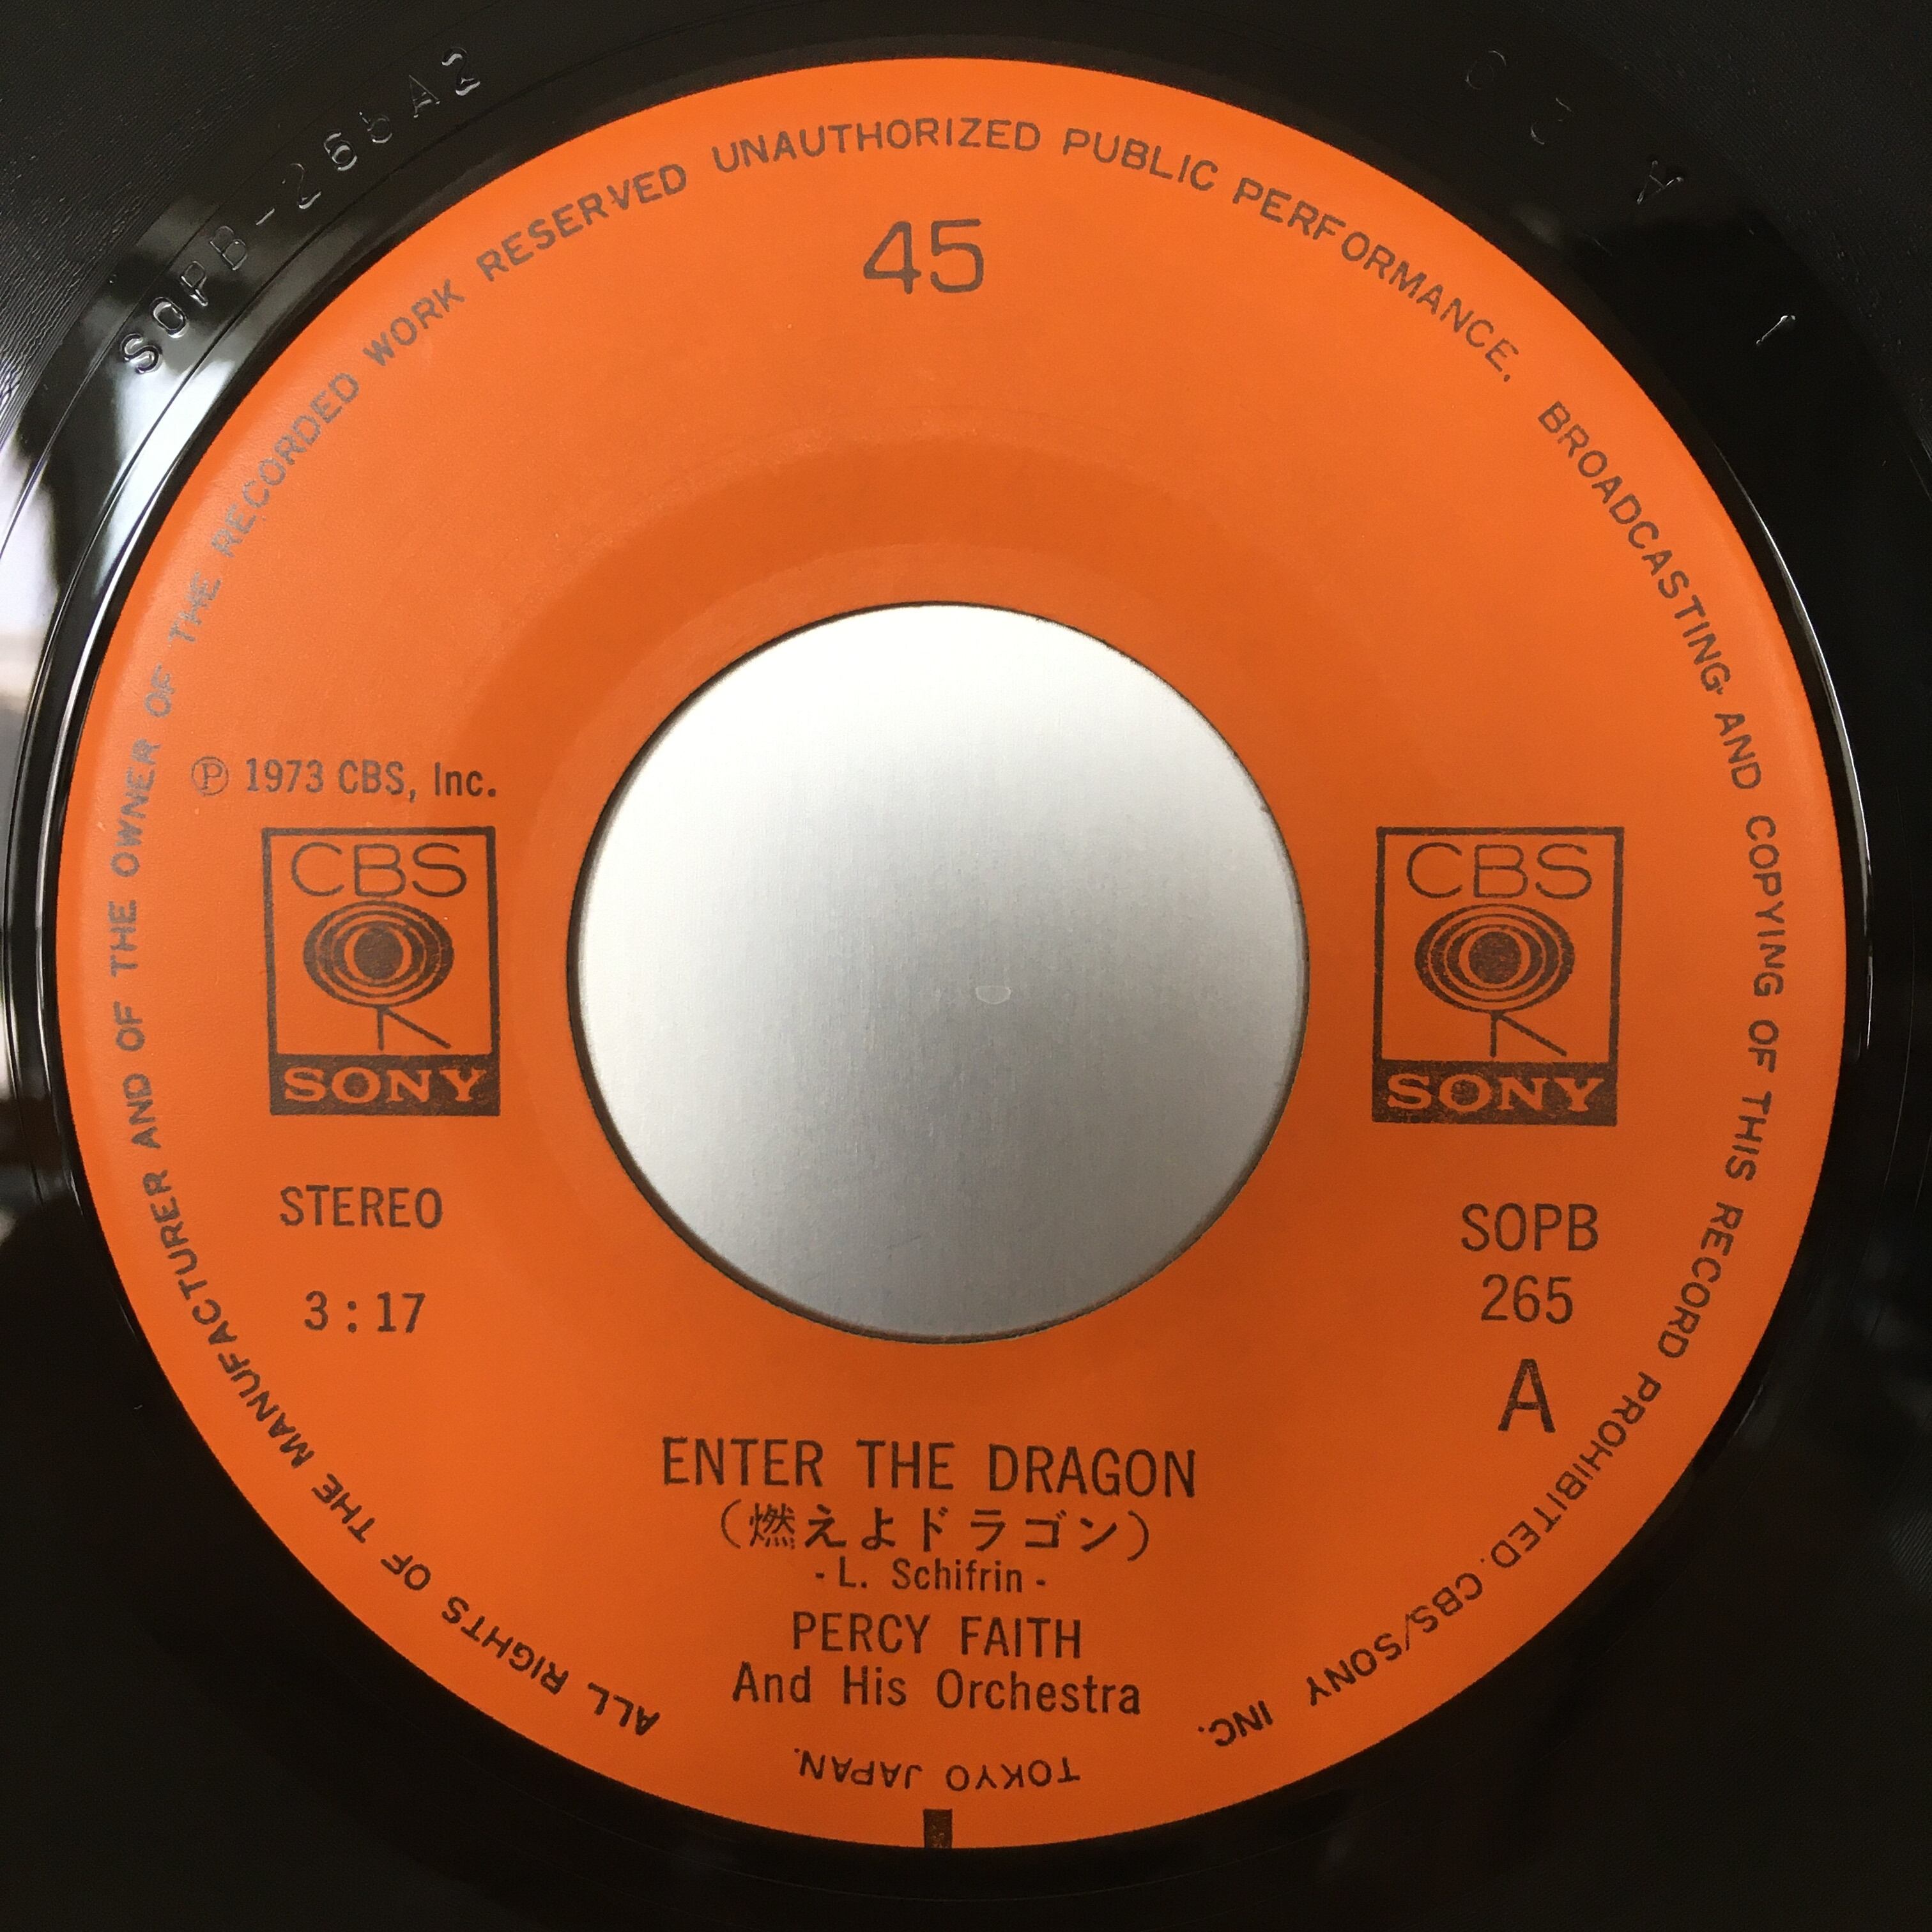 SOPB-265A2
ALL RIGHTS OF THE MANUFACTURER AND OF THE OWNER OF THE RECORDED WORK RESERVED UNAUTHORIZED PUBLIC PERFORMANCE. BROADCASTING AND COPYING OF THIS RECORD PROHIBITED. CBS/SONY INC.
TOKYO JAPAN.
45
Ⓟ 1973 CBS, Inc.
CBS
SONY
CBS
SONY
STEREO
3:17
SOPB
265
A
ENTER THE DRAGON
(燃えよドラゴン)
- L. Schifrin -
PERCY FAITH
And His Orchestra